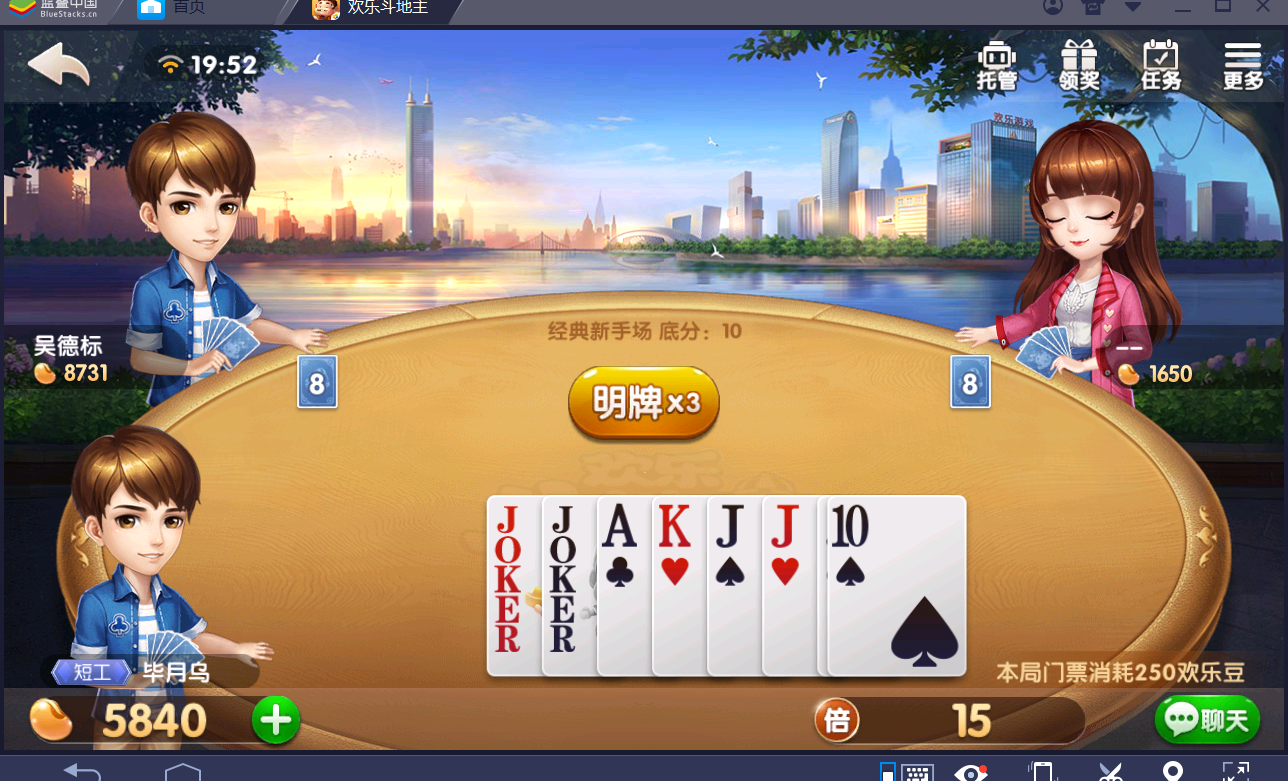 蓝叠中国
BlueStacks.cn
首页
欢乐斗地主
19:52
托管
领奖
任务
更多
欢乐游戏
吴德标
8731
--
1650
经典新手场 底分：10
8
8
明牌x3
欢乐
JOKER
JOKER
A
K
J
J
10
短工
毕月乌
本局门票消耗250欢乐豆
5840
倍
15
聊天